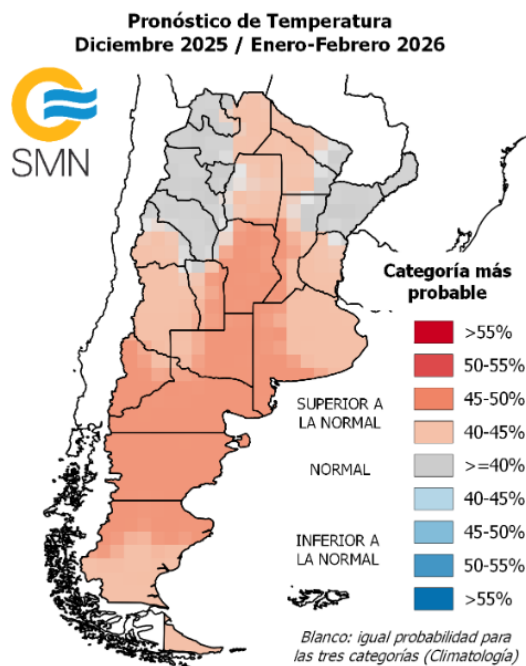 Pronóstico de Temperatura
Diciembre 2025 / Enero-Febrero 2026
SMN
Categoría más
probable
>55%
50-55%
45-50%
SUPERIOR A
LA NORMAL
40-45%
NORMAL
>=40%
40-45%
45-50%
INFERIOR A
LA NORMAL
50-55%
>55%
Blanco: igual probabilidad para
las tres categorías (Climatología)